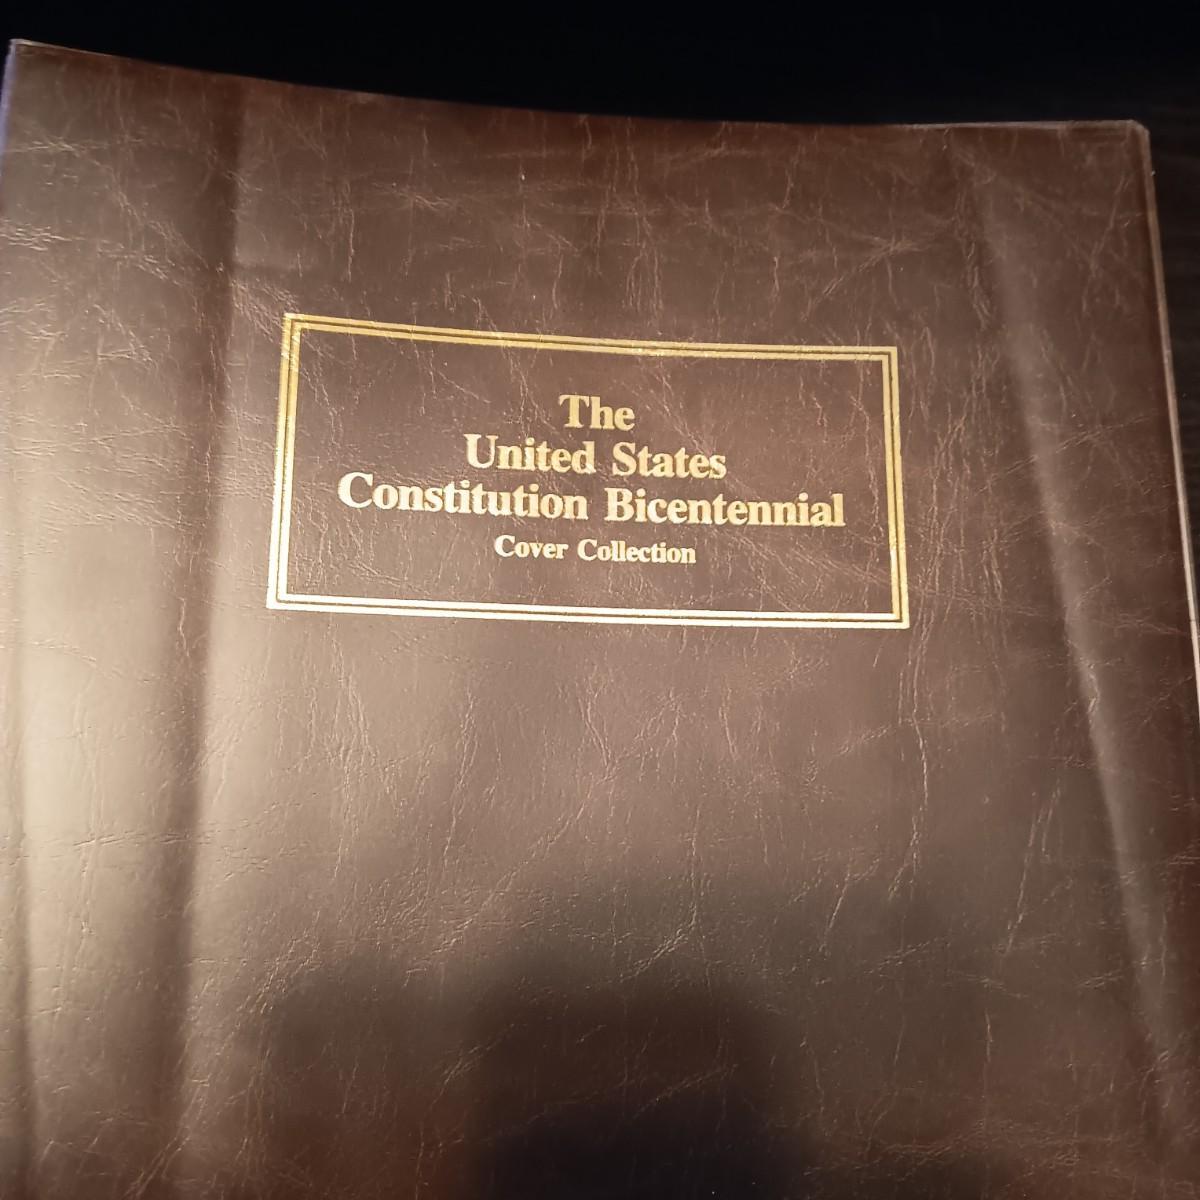 The
United States
Constitution Bicentennial
Cover Collection